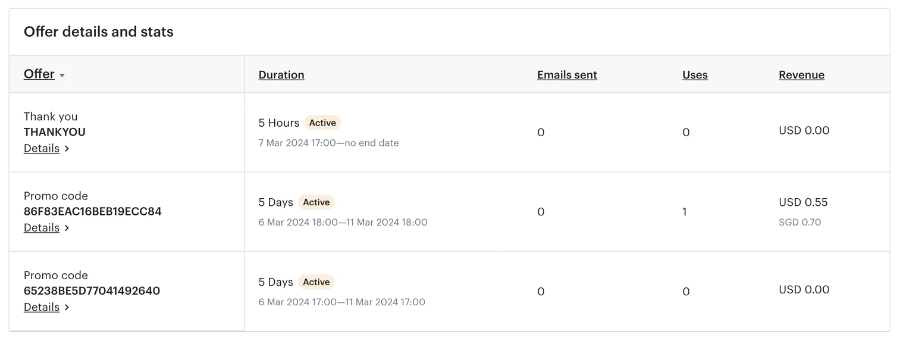 Offer details and stats
Offer Duration Emails sent Uses Revenue
Thank you
THANKYOU
Details
5 Hours Active
7 Mar 2024 17:00—no end date
0
0
USD 0.00
Promo code
86F83EAC16BEB19ECC84
Details
5 Days Active
6 Mar 2024 18:00—11 Mar 2024 18:00
0
1
USD 0.55
SGD 0.70
Promo code
65238BE5D77041492640
Details
5 Days Active
6 Mar 2024 17:00—11 Mar 2024 17:00
0
0
USD 0.00